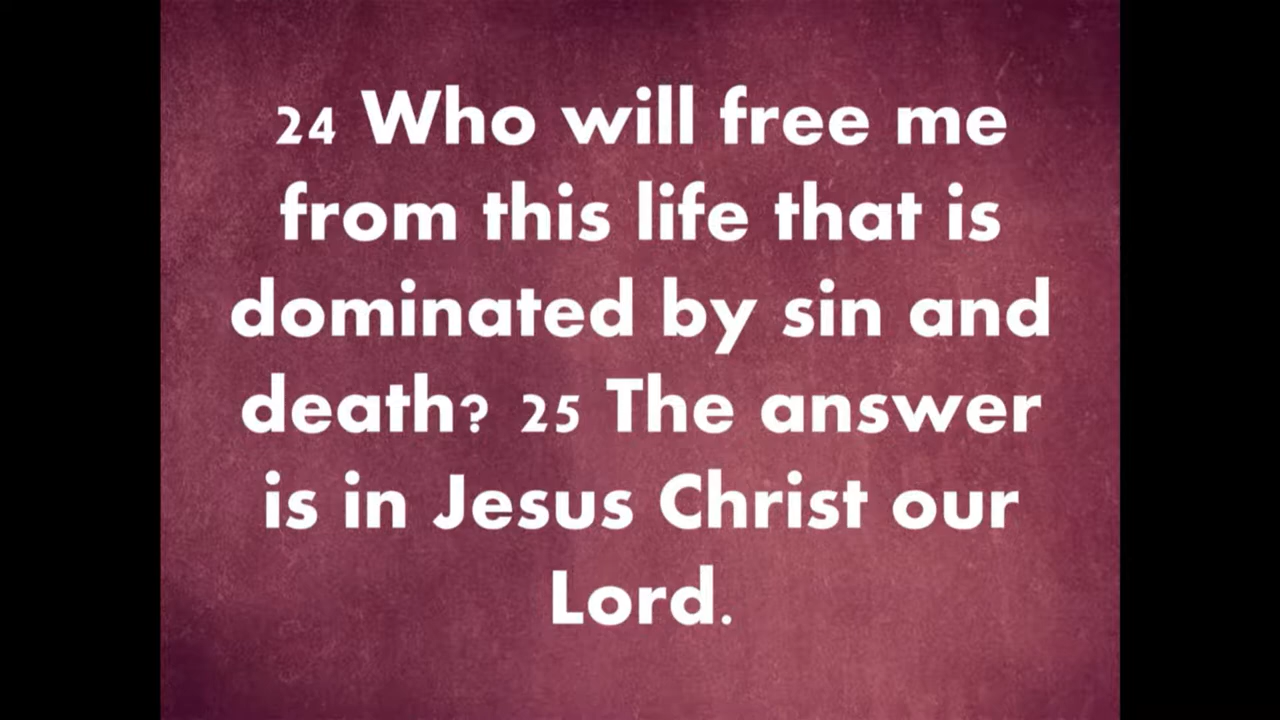 24 Who will free me
from this life that is
dominated by sin and
death? 25 The answer
is in Jesus Christ our
Lord.